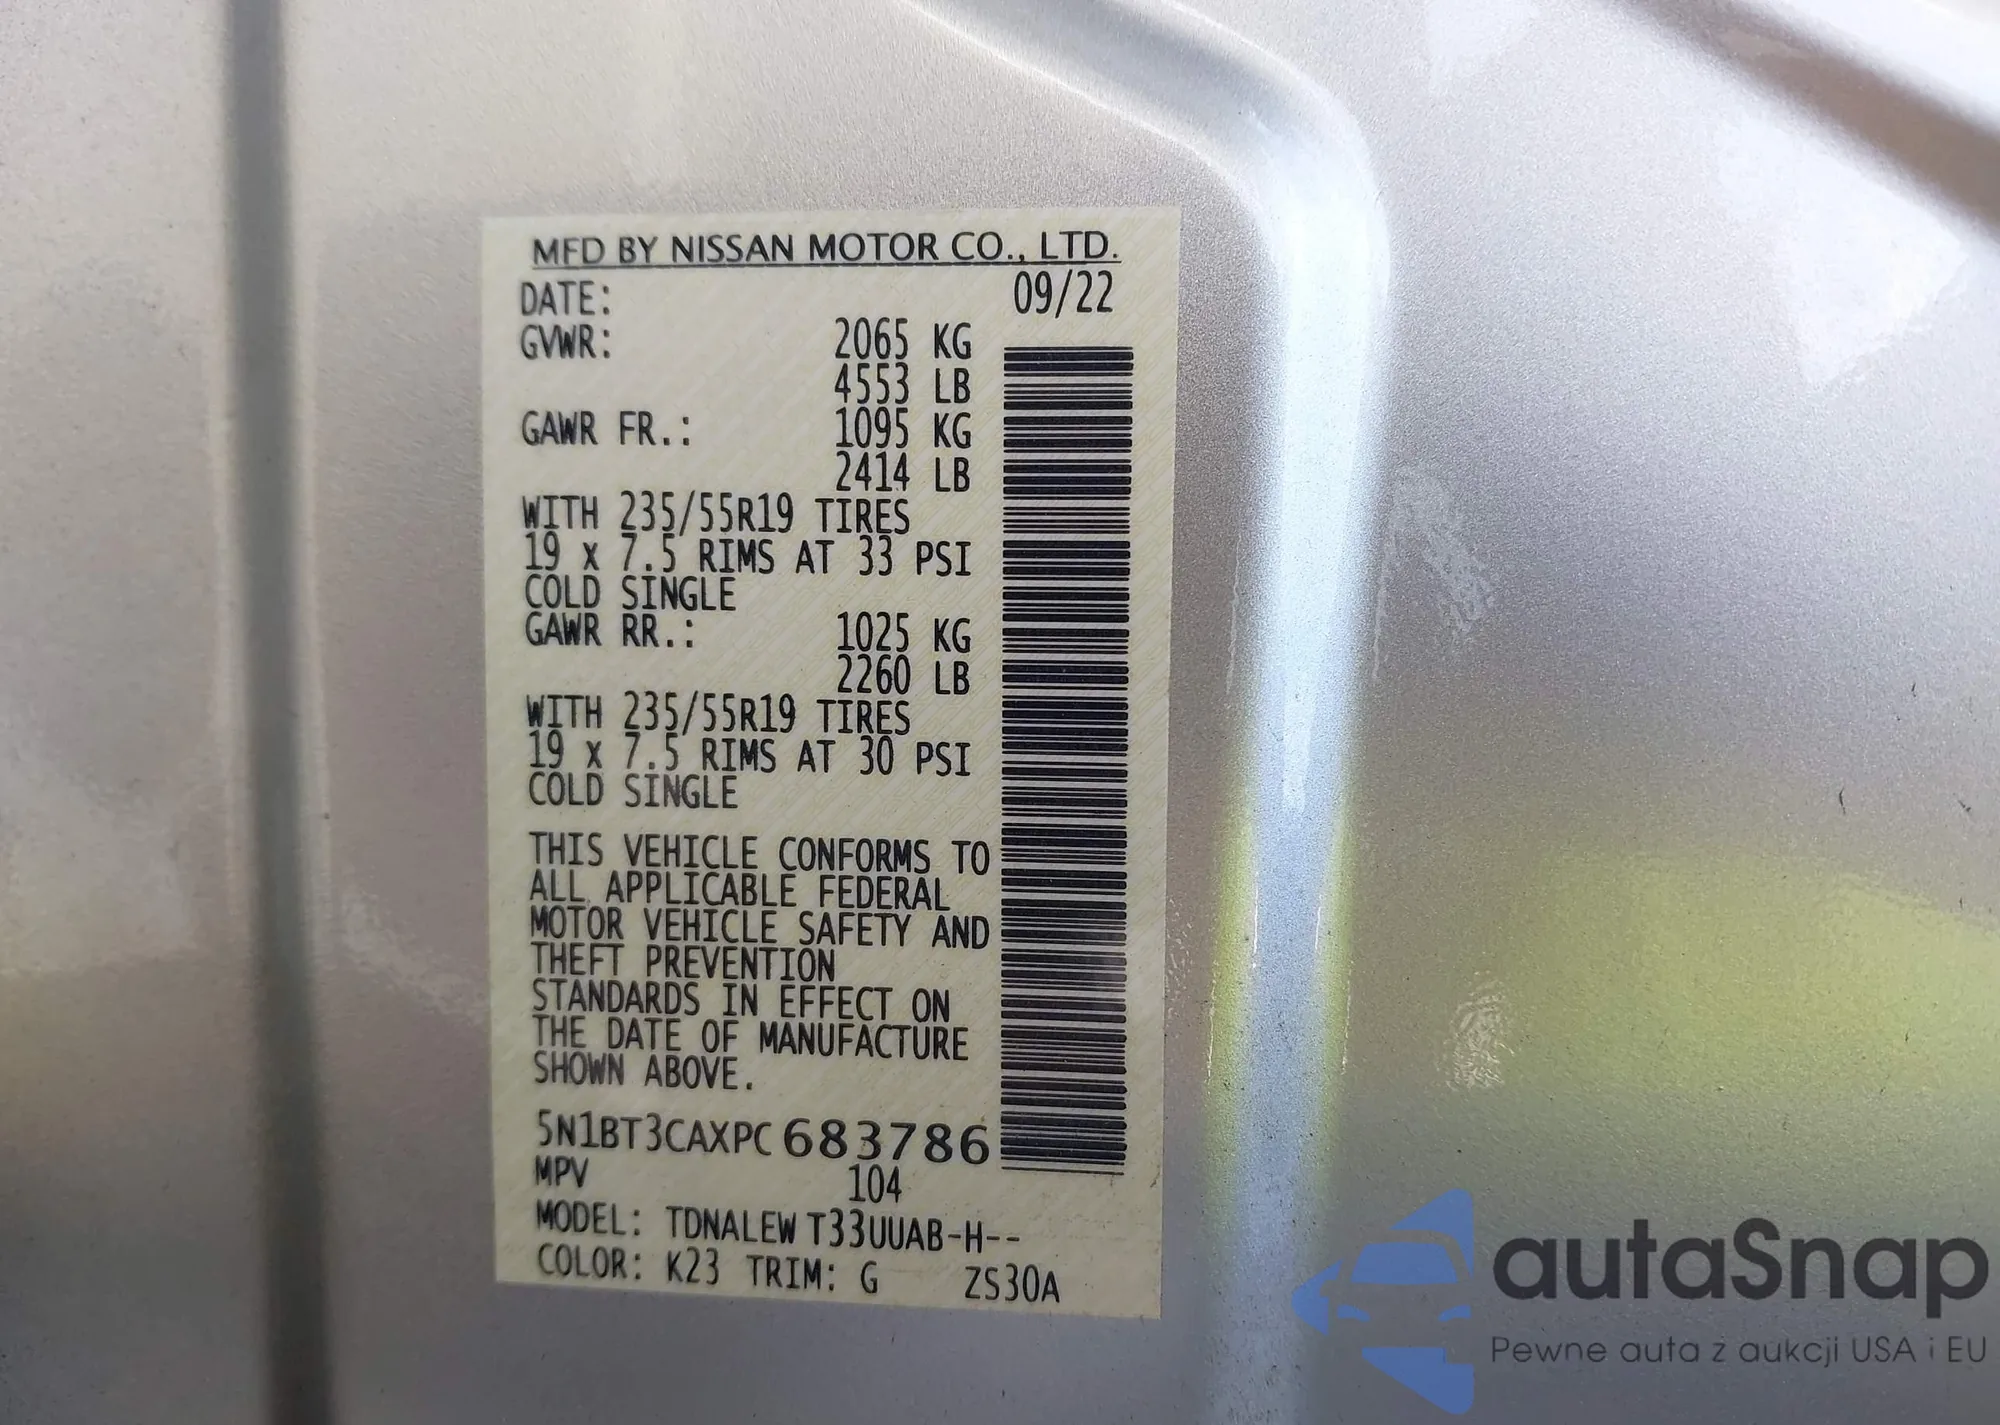 MFD BY NISSAN MOTOR CO., LTD.
DATE: 09/22
GVWR: 2065 KG
4553 LB
GAWR FR.: 1095 KG
2414 LB
WITH 235/55R19 TIRES
19 x 7.5 RIMS AT 33 PSI
COLD SINGLE
GAWR RR.: 1025 KG
2260 LB
WITH 235/55R19 TIRES
19 x 7.5 RIMS AT 30 PSI
COLD SINGLE
THIS VEHICLE CONFORMS TO
ALL APPLICABLE FEDERAL
MOTOR VEHICLE SAFETY AND
THEFT PREVENTION
STANDARDS IN EFFECT ON
THE DATE OF MANUFACTURE
SHOWN ABOVE.
5N1BT3CAXPC683786
MPV 104
MODEL: TDNALEW T33UUAB-H--
COLOR: K23 TRIM: G ZS30A
autaSnap
Pewne auta z aukcji USA i EU